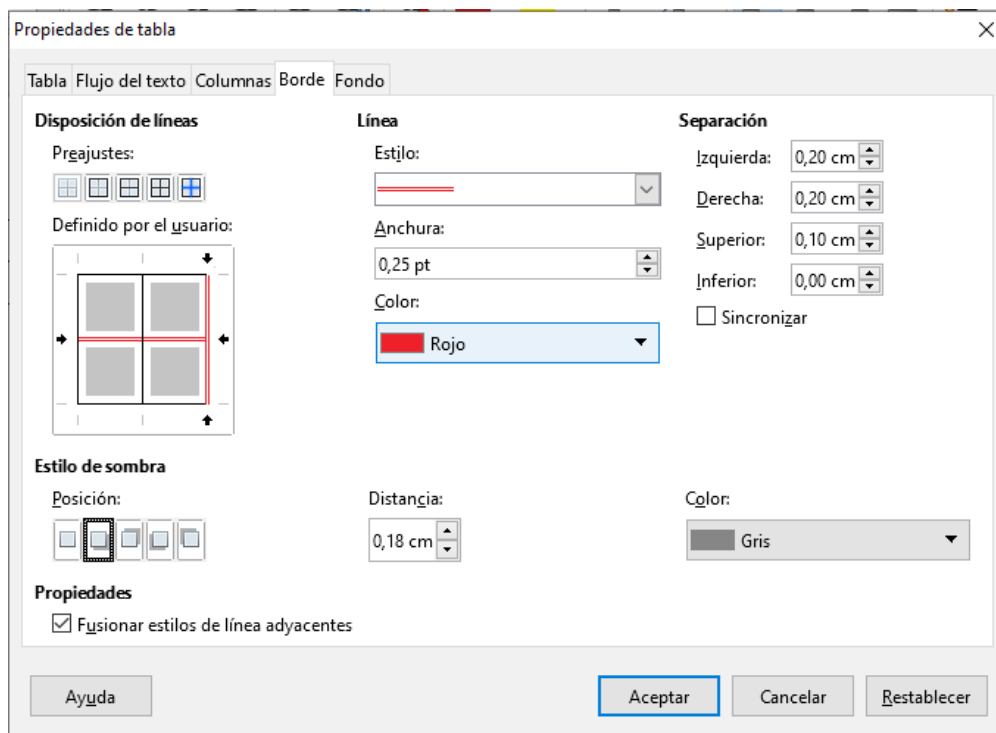 Propiedades de tabla
Tabla Flujo del texto Columnas Borde Fondo
Disposición de líneas
Preajustes:
Definido por el usuario:
Línea
Estilo:
Anchura:
0,25 pt
Color:
Rojo
Separación
Izquierda: 0,20 cm
Derecha: 0,20 cm
Superior: 0,10 cm
Inferior: 0,00 cm
Sincronizar
Estilo de sombra
Posición:
Distancia:
0,18 cm
Color:
Gris
Propiedades
Fusionar estilos de línea adyacentes
Ayuda Aceptar Cancelar Restablecer